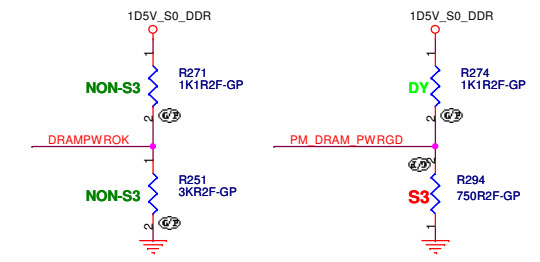 1D5V_S0_DDR
1
NON-S3
R271
1K1R2F-GP
2
G/P
DRAMPWROK
1
NON-S3
R251
3KR2F-GP
2
G/P
1D5V_S0_DDR
1
DY
R274
1K1R2F-GP
2
G/P
PM_DRAM_PWRGD
2
S3
R294
750R2F-GP
1